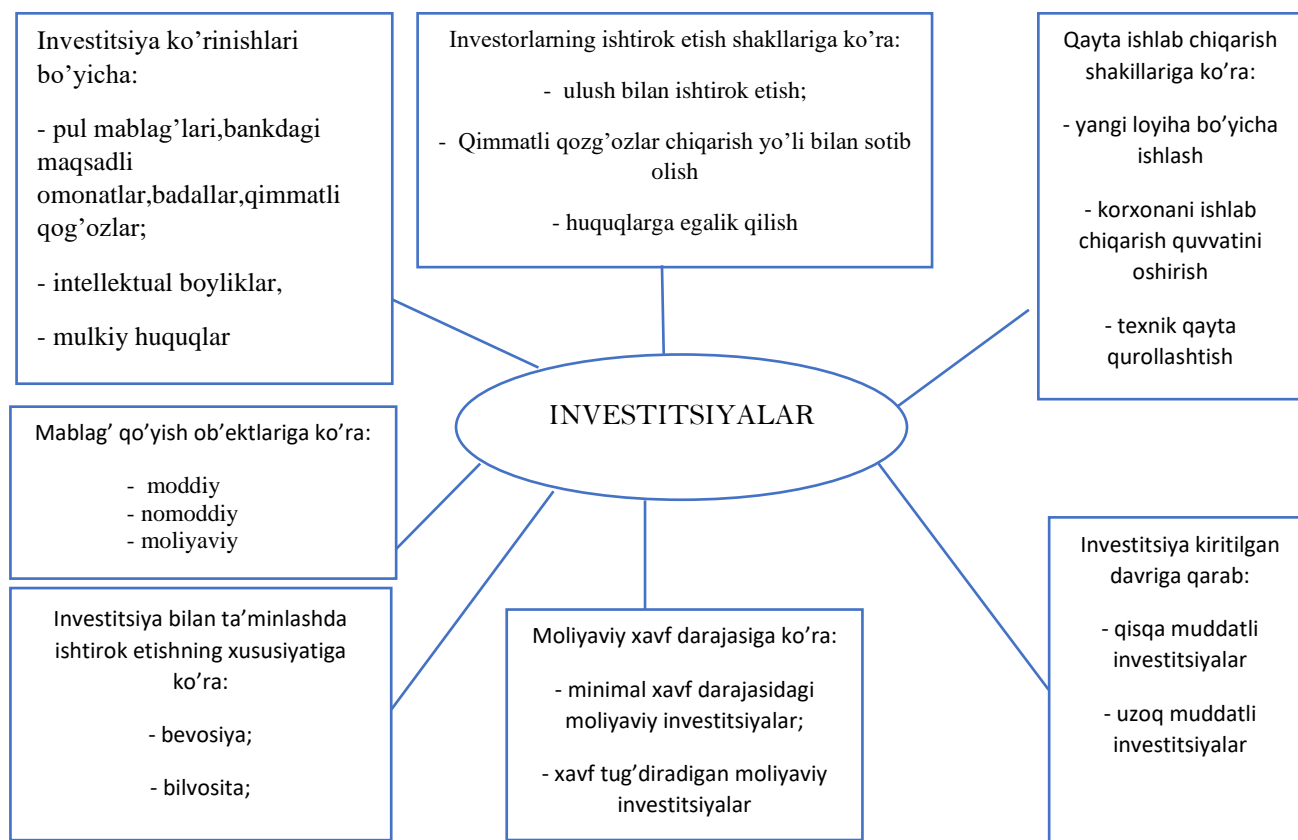 Investitsiya ko’rinishlari
bo’yicha:
- pul mablag’lari,bankdagi
maqsadli
omonatlar,badallar,qimmatli
qog’ozlar;
- intellektual boyliklar,
- mulkiy huquqlar
Investorlarning ishtirok etish shakllariga ko’ra:
- ulush bilan ishtirok etish;
- Qimmatli qozg’ozlar chiqarish yo’li bilan sotib
olish
- huquqlarga egalik qilish
Qayta ishlab chiqarish
shakillariga ko’ra:
- yangi loyiha bo’yicha
ishlash
- korxonani ishlab
chiqarish quvvatini
oshirish
- texnik qayta
qurollashtish
INVESTITSIYALAR
Mablag’ qo’yish ob’ektlariga ko’ra:
- moddiy
- nomoddiy
- moliyaviy
Investitsiya bilan ta’minlashda
ishtirok etishning xususiyatiga
ko’ra:
- bevosiya;
- bilvosita;
Moliyaviy xavf darajasiga ko’ra:
- minimal xavf darajasidagi
moliyaviy investitsiyalar;
- xavf tug’diradigan moliyaviy
investitsiyalar
Investitsiya kiritilgan
davriga qarab:
- qisqa muddatli
investitsiyalar
- uzoq muddatli
investitsiyalar